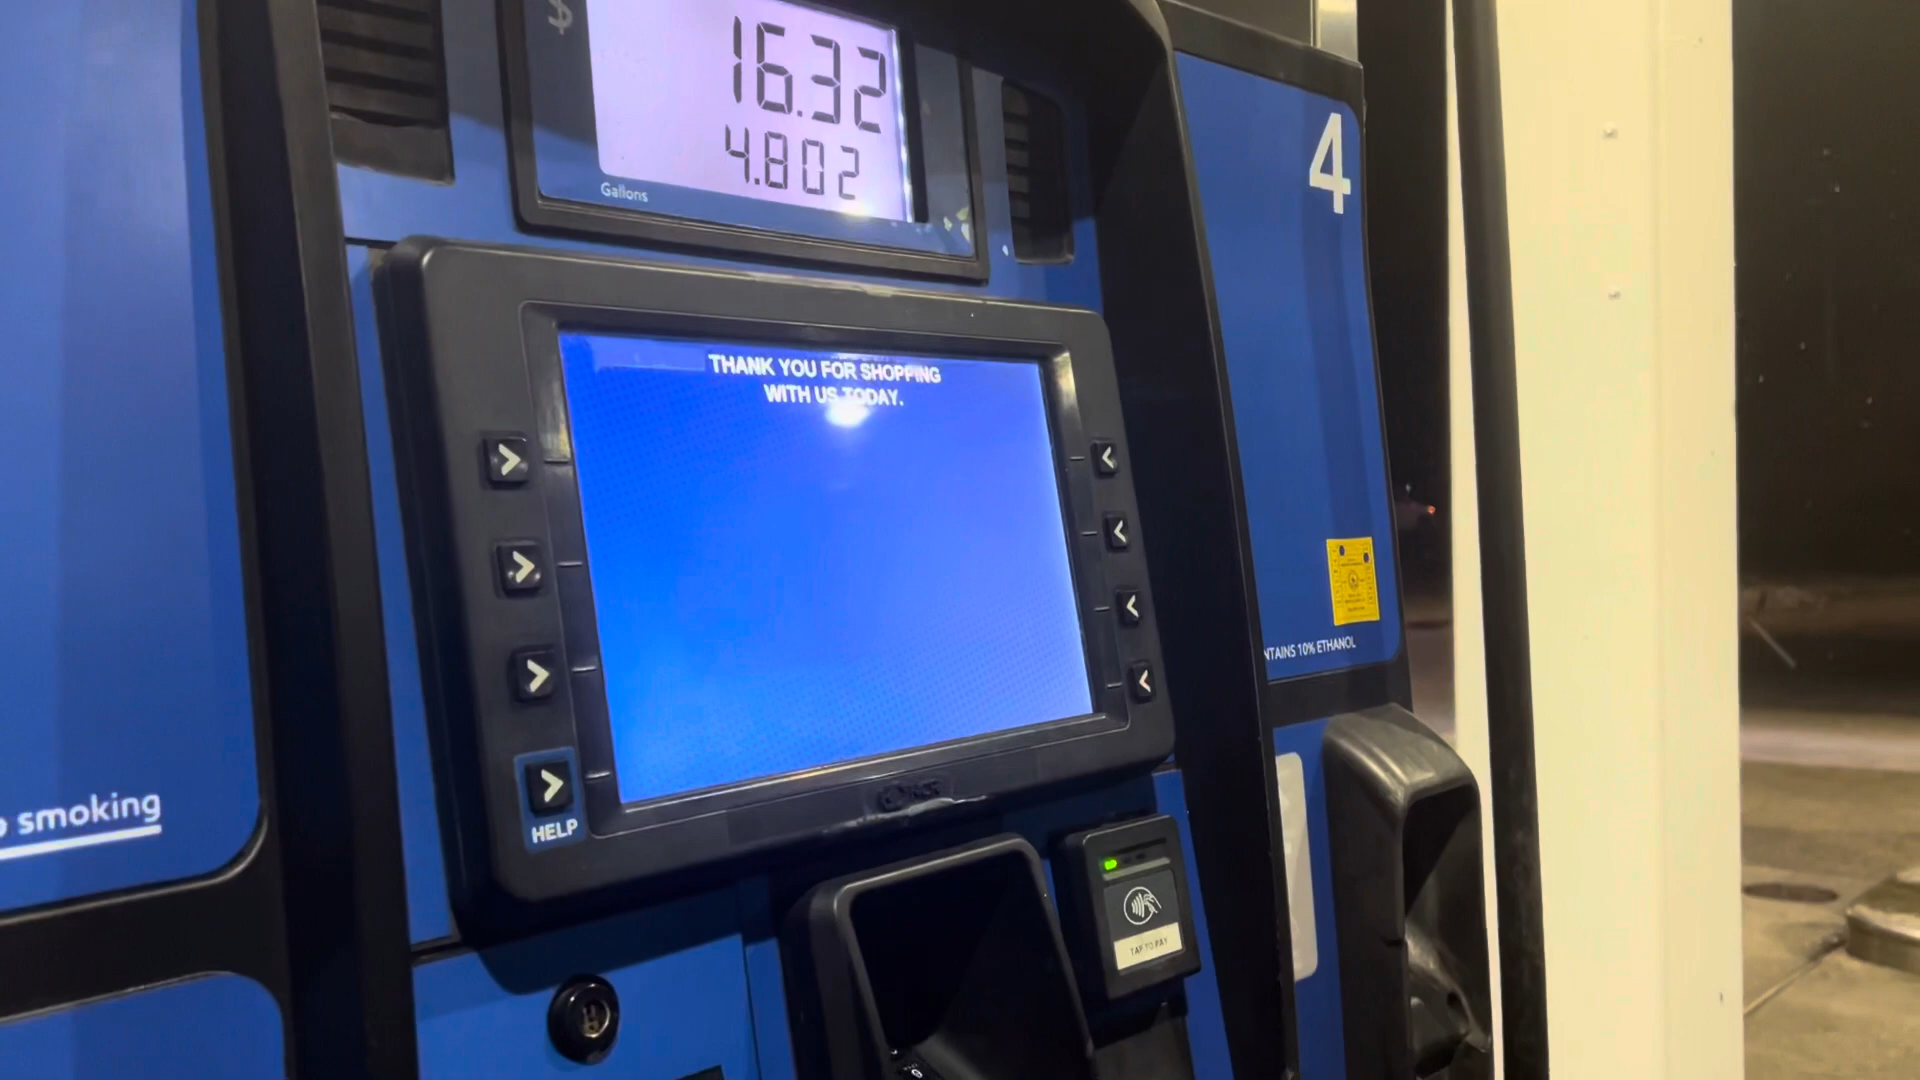 $
16.32
4.802
Gallons
4
THANK YOU FOR SHOPPING
WITH US TODAY.
NTAINS 10% ETHANOL
smoking
HELP
TAP TO PAY